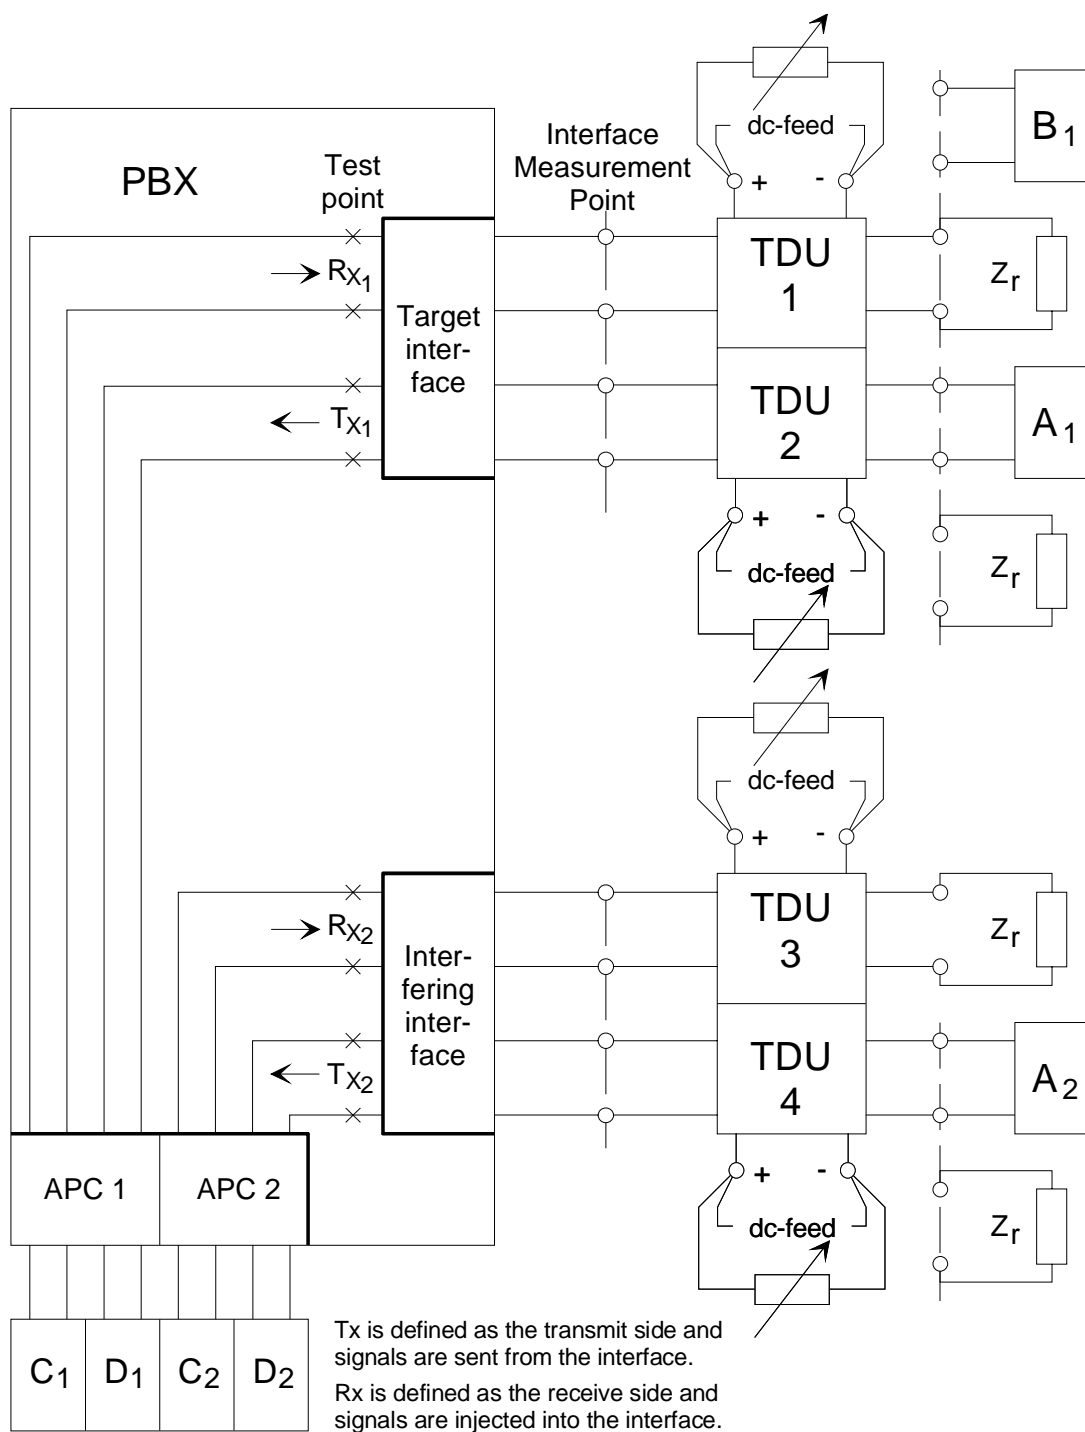 dc-feed
+ -
B1
PBX
Test
point
Interface
Measurement
Point
RX1
Target
inter-
face
TX1
TDU
1
Zr
TDU
2
A1
+ -
dc-feed
Zr
dc-feed
+ -
RX2
Inter-
fering
inter-
face
TX2
TDU
3
Zr
TDU
4
A2
+ -
dc-feed
Zr
APC 1
APC 2
C1
D1
C2
D2
Tx is defined as the transmit side and
signals are sent from the interface.
Rx is defined as the receive side and
signals are injected into the interface.